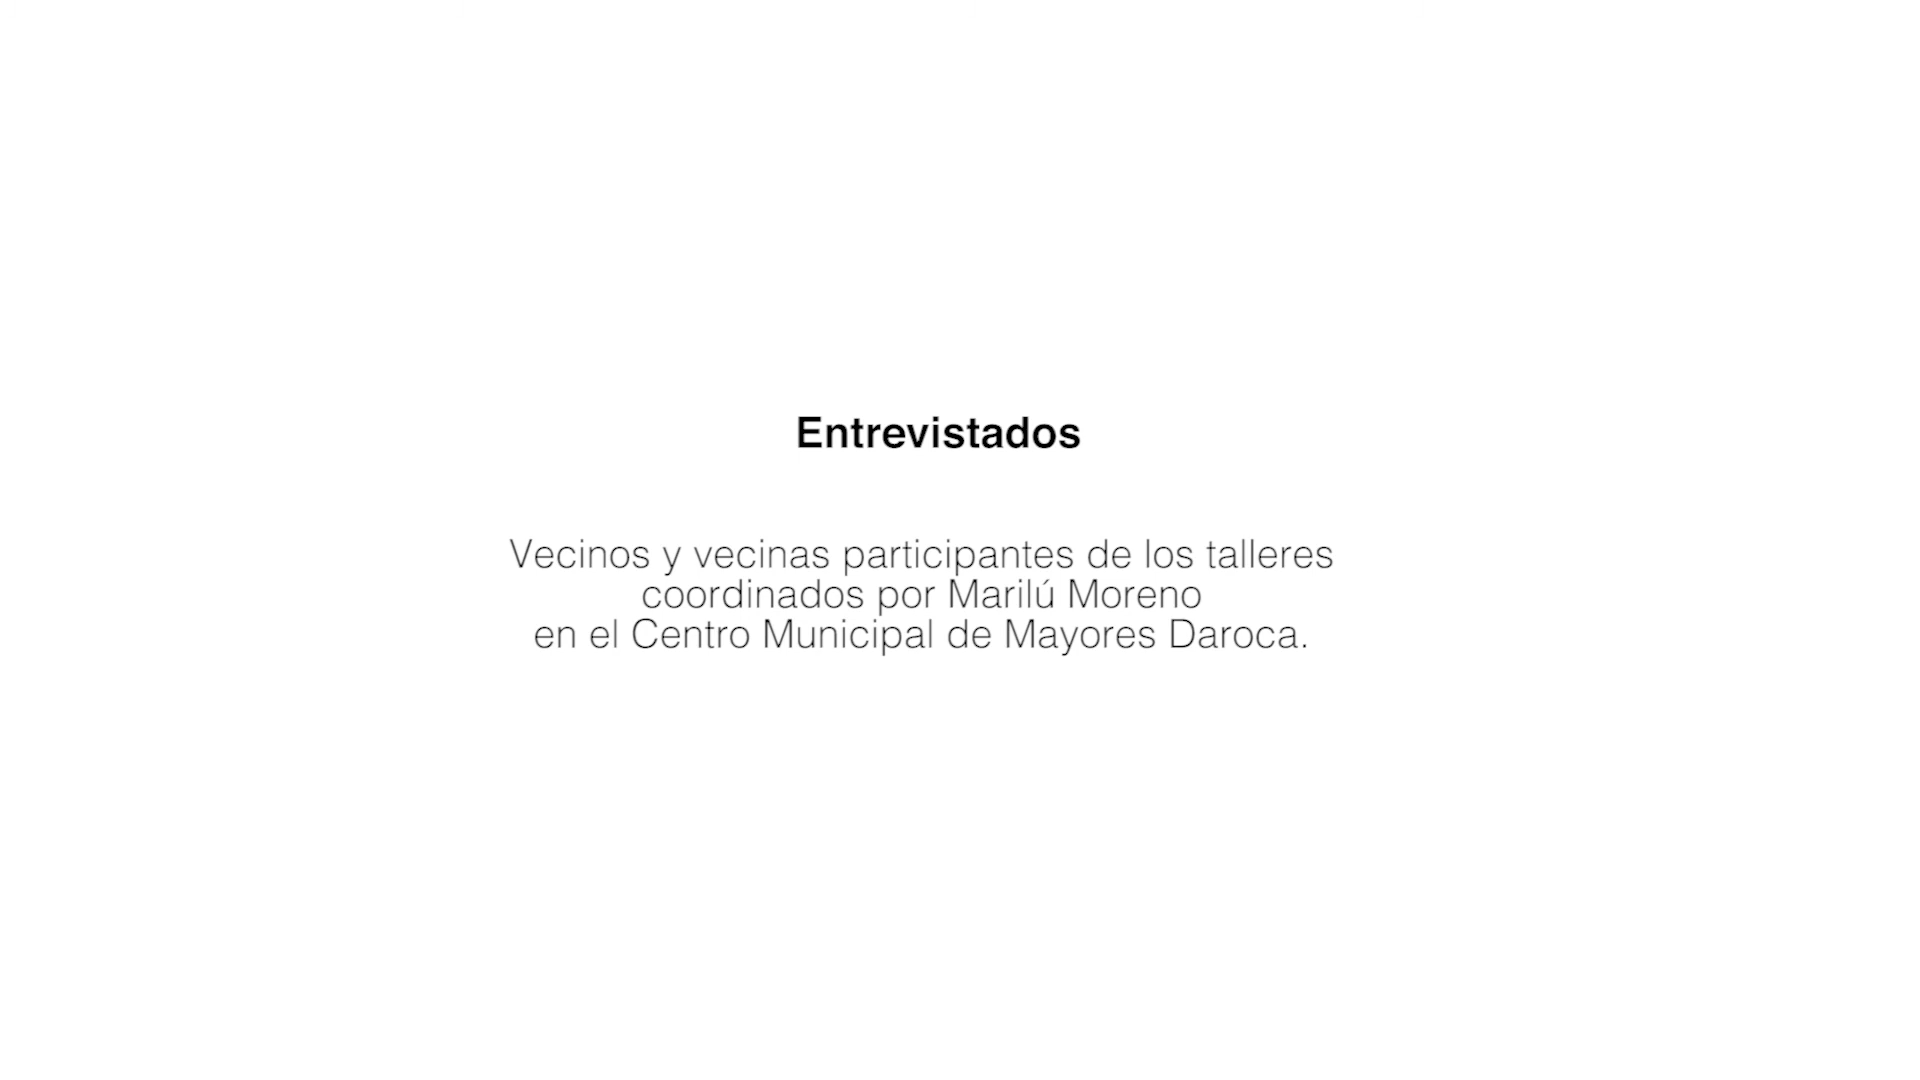 Entrevistados
Vecinos y vecinas participantes de los talleres
coordinados por Marilú Moreno
en el Centro Municipal de Mayores Daroca.